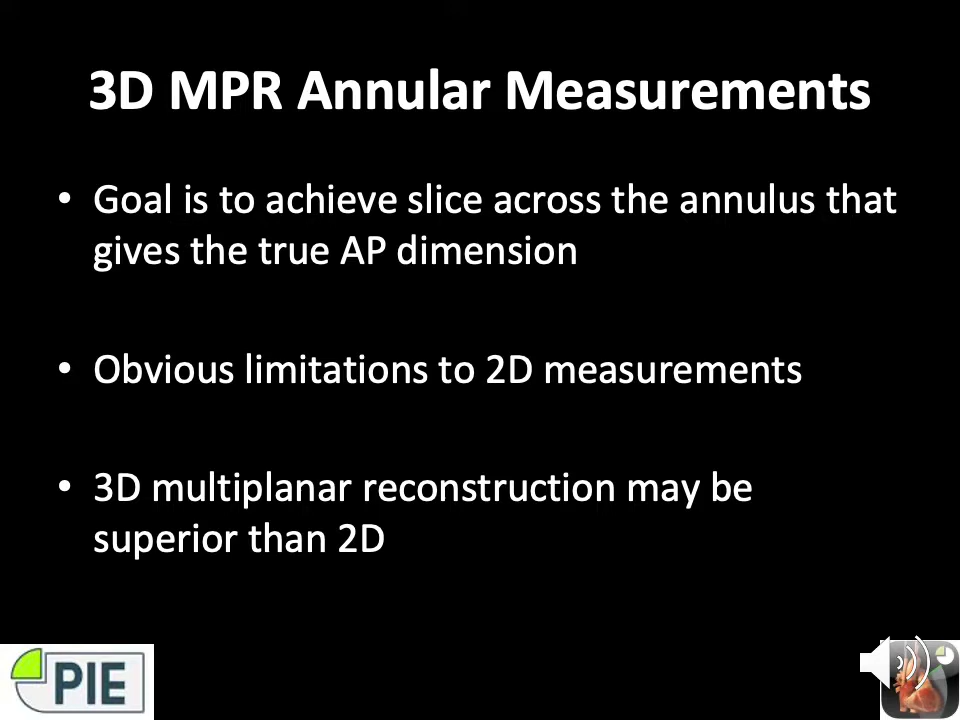 3D MPR Annular Measurements
• Goal is to achieve slice across the annulus that
gives the true AP dimension
• Obvious limitations to 2D measurements
• 3D multiplanar reconstruction may be
superior than 2D
PIE